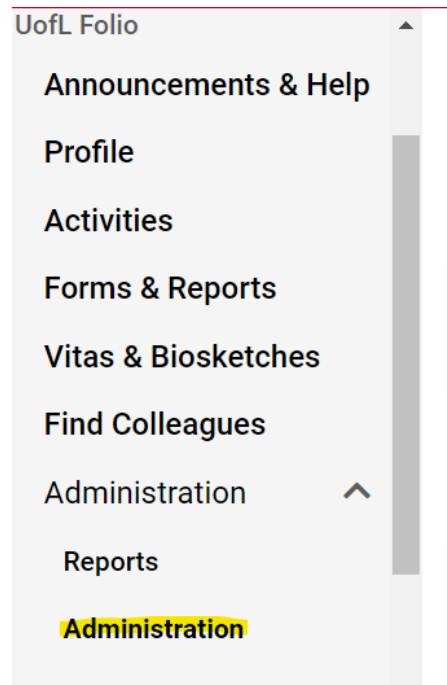 UofL Folio
Announcements & Help
Profile
Activities
Forms & Reports
Vitas & Biosketches
Find Colleagues
Administration
Reports
Administration